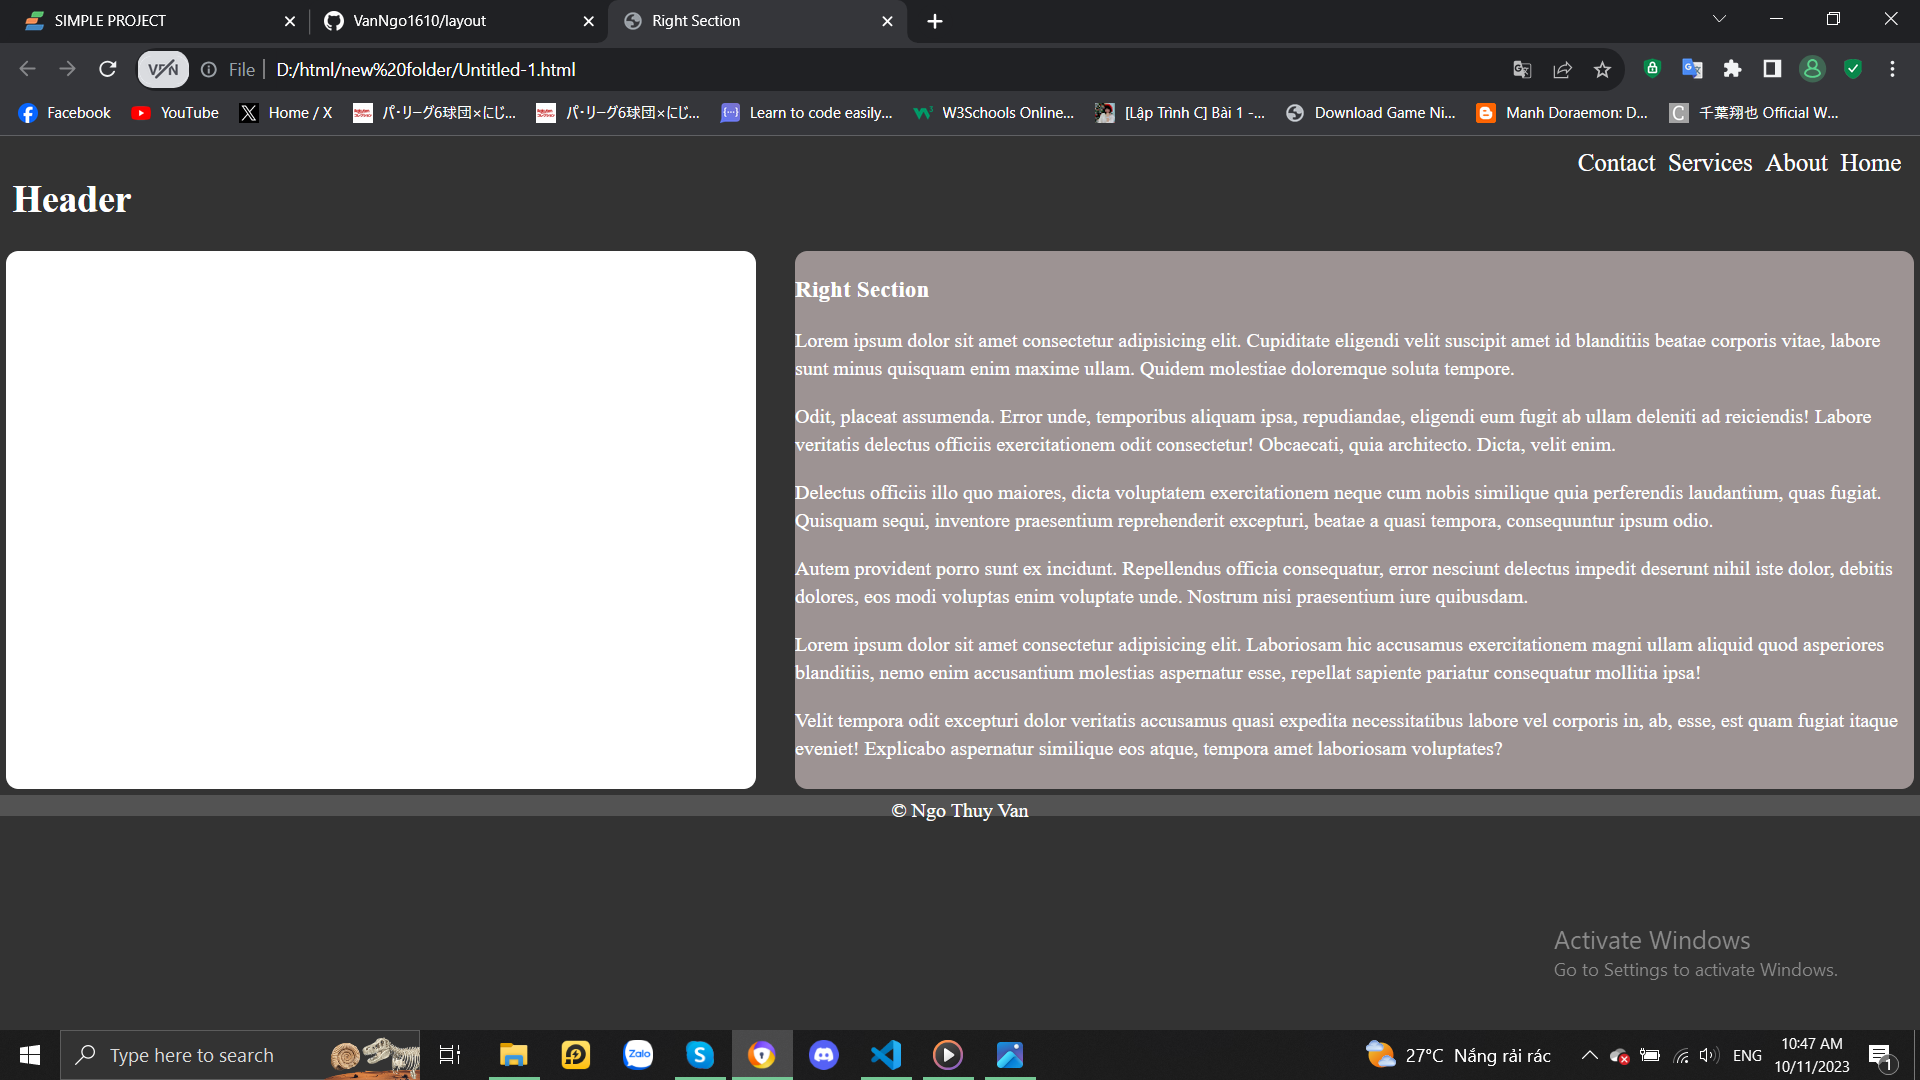 SIMPLE PROJECT
VanNgo1610/layout
Right Section
VPN
File
D:/html/new%20folder/Untitled-1.html
Facebook
YouTube
Home / X
パ・リーグ6球団×にじ...
パ・リーグ6球団×にじ...
Learn to code easily...
W3Schools Online...
[Lập Trình C] Bài 1 -...
Download Game Ni...
Manh Doraemon: D...
C 千葉翔也 Official W...
Contact Services About Home
Header
Right Section
Lorem ipsum dolor sit amet consectetur adipisicing elit. Cupiditate eligendi velit suscipit amet id blanditiis beatae corporis vitae, labore
sunt minus quisquam enim maxime ullam. Quidem molestiae doloremque soluta tempore.
Odit, placeat assumenda. Error unde, temporibus aliquam ipsa, repudiandae, eligendi eum fugit ab ullam deleniti ad reiciendis! Labore
veritatis delectus officiis exercitationem odit consectetur! Obcaecati, quia architecto. Dicta, velit enim.
Delectus officiis illo quo maiores, dicta voluptatem exercitationem neque cum nobis similique quia perferendis laudantium, quas fugiat.
Quisquam sequi, inventore praesentium reprehenderit excepturi, beatae a quasi tempora, consequuntur ipsum odio.
Autem provident porro sunt ex incidunt. Repellendus officia consequatur, error nesciunt delectus impedit deserunt nihil iste dolor, debitis
dolores, eos modi voluptas enim voluptate unde. Nostrum nisi praesentium iure quibusdam.
Lorem ipsum dolor sit amet consectetur adipisicing elit. Laboriosam hic accusamus exercitationem magni ullam aliquid quod asperiores
blanditiis, nemo enim accusantium molestias aspernatur esse, repellat sapiente pariatur consequatur mollitia ipsa!
Velit tempora odit excepturi dolor veritatis accusamus quasi expedita necessitatibus labore vel corporis in, ab, esse, est quam fugiat itaque
eveniet! Explicabo aspernatur similique eos atque, tempora amet laboriosam voluptates?
© Ngo Thuy Van
Activate Windows
Go to Settings to activate Windows.
Type here to search
Zalo
27°C Nắng rải rác
ENG
10:47 AM
10/11/2023
1